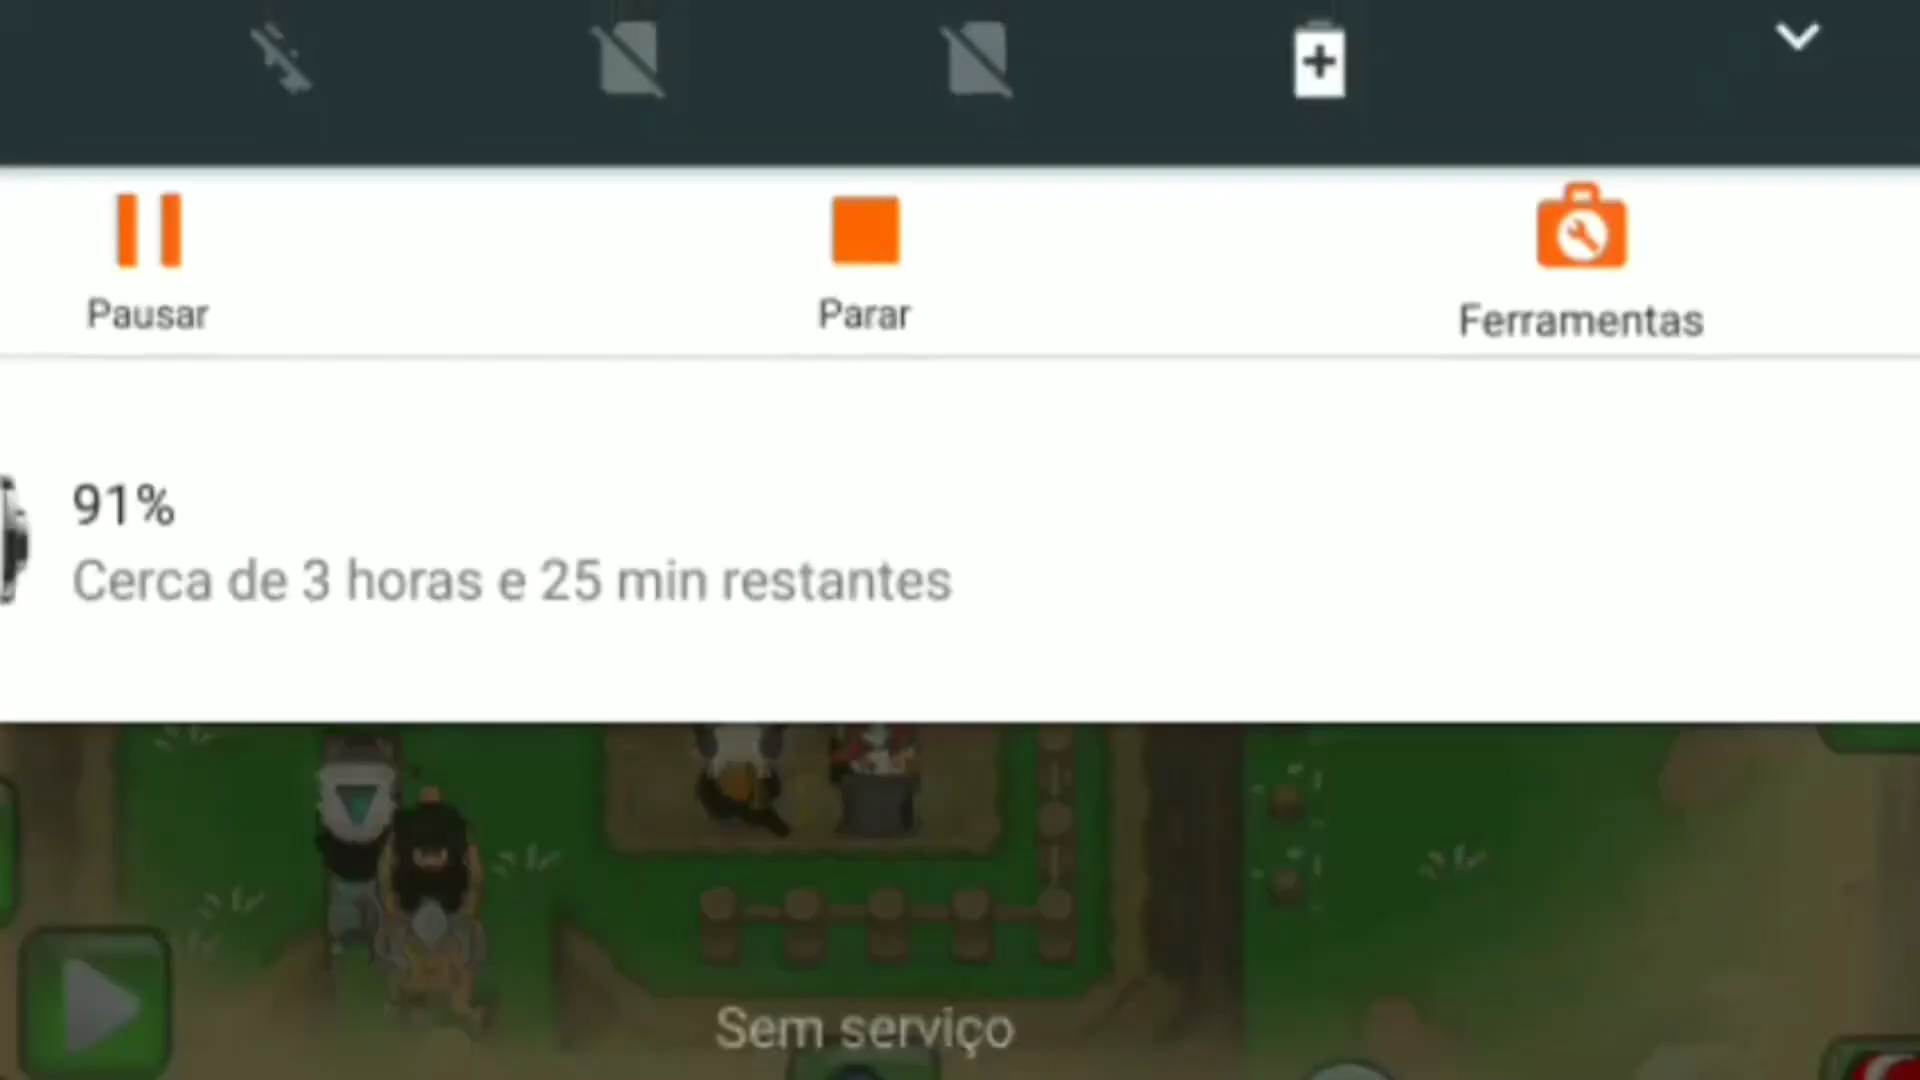 Pausar
Parar
Ferramentas
91%
Cerca de 3 horas e 25 min restantes
Sem serviço